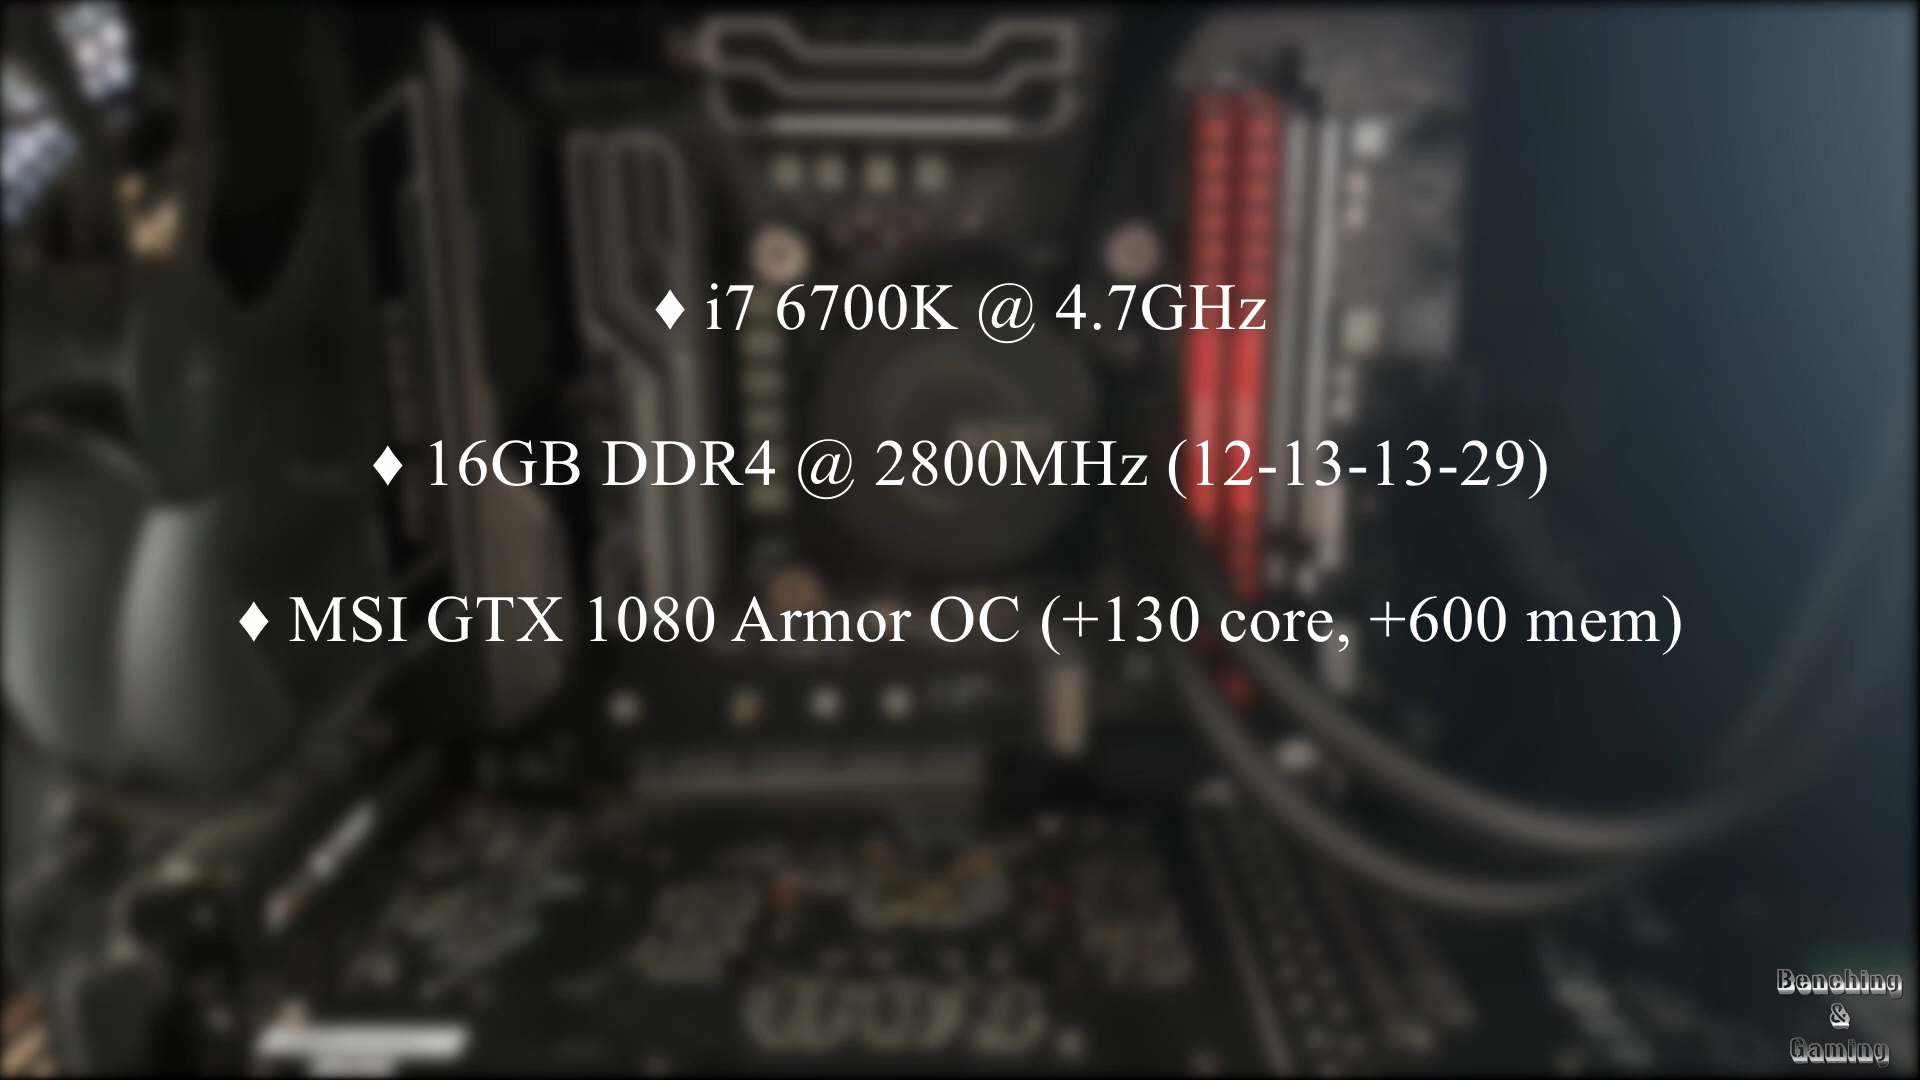 ♦ i7 6700K @ 4.7GHz
♦ 16GB DDR4 @ 2800MHz (12-13-13-29)
♦ MSI GTX 1080 Armor OC (+130 core, +600 mem)
Benching
&
Gaming